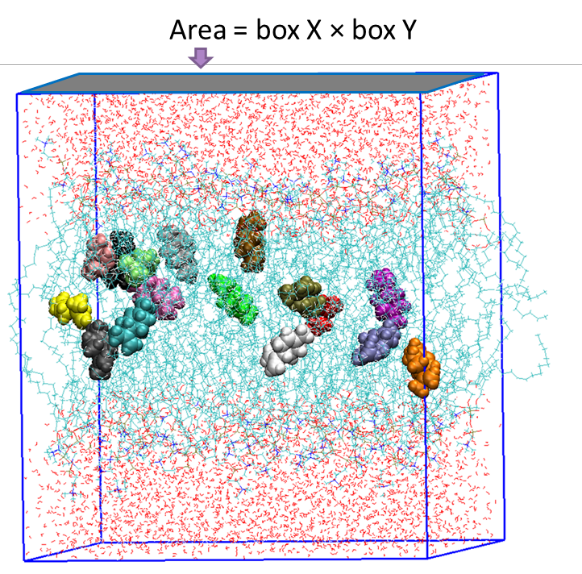 Area = box X × box Y